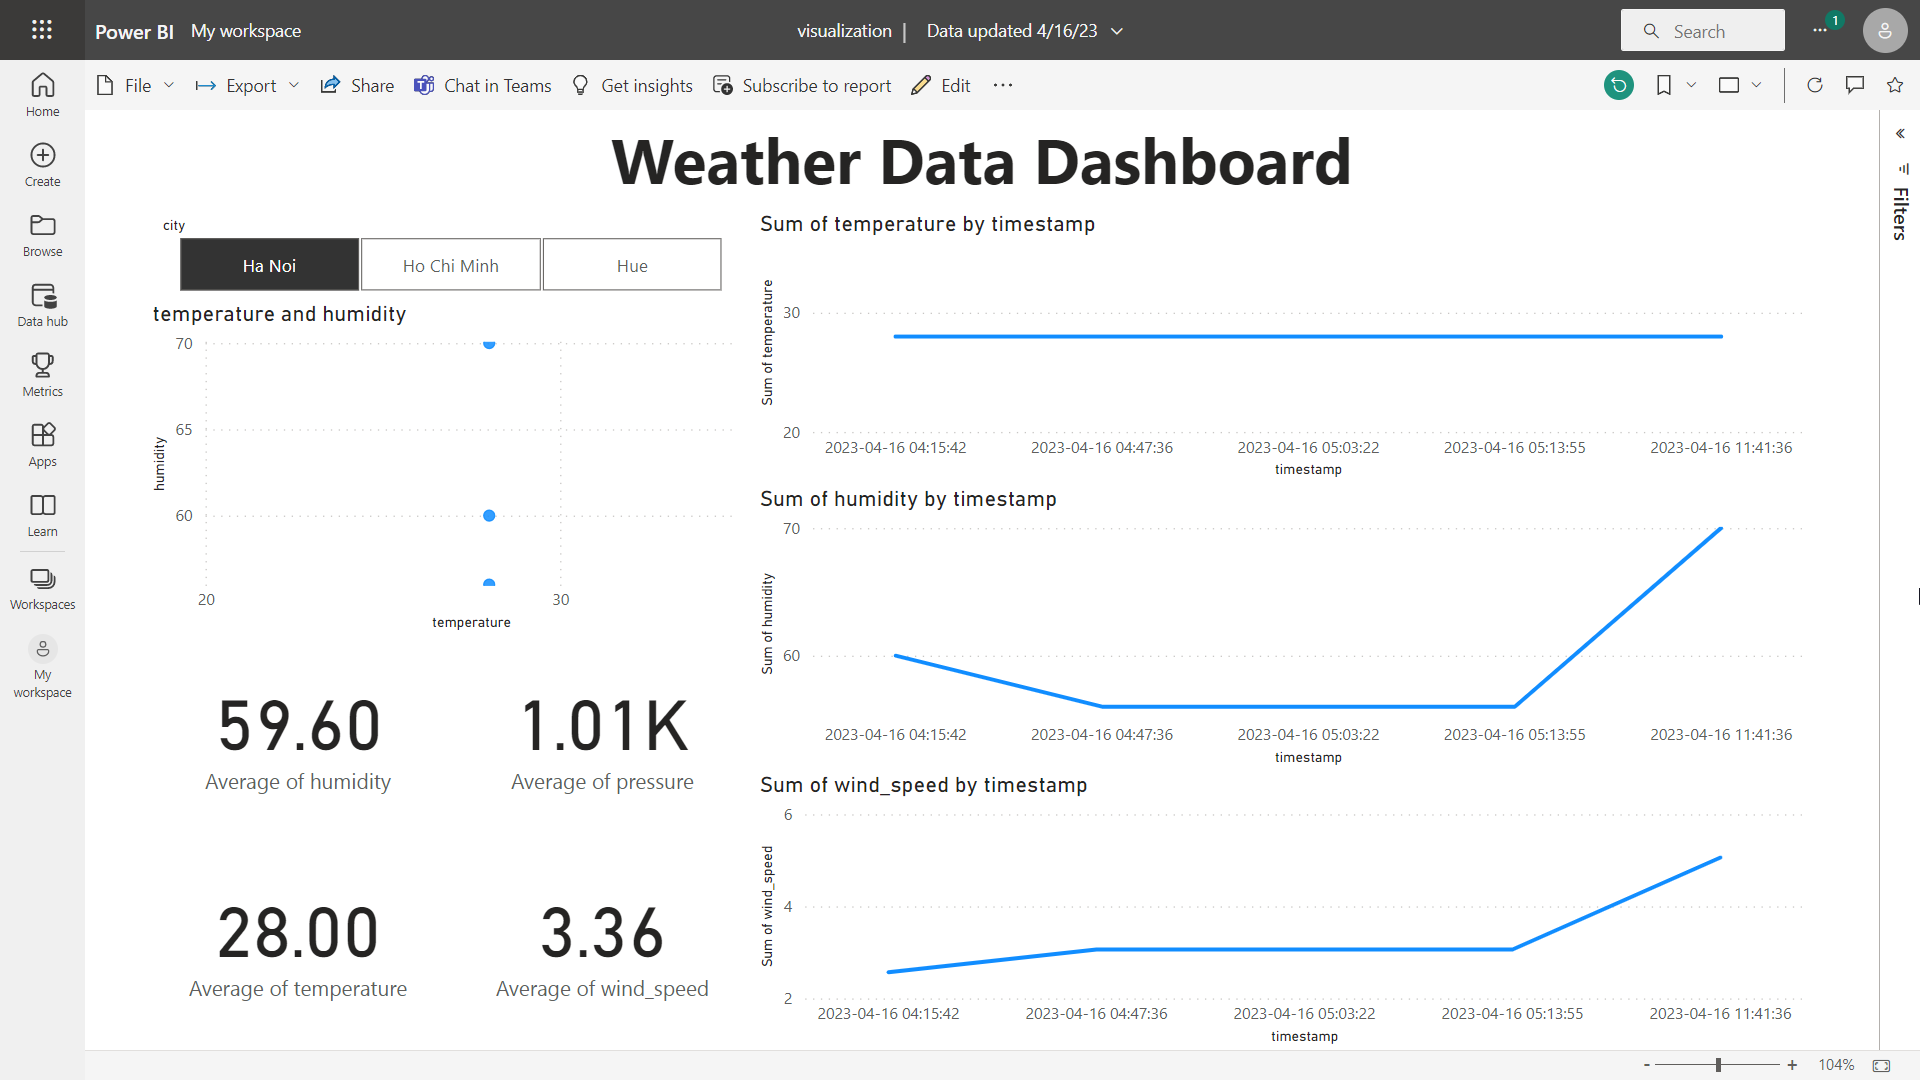 Power BI My workspace visualization | Data updated 4/16/23 Search 1
File Export Share Chat in Teams Get insights Subscribe to report Edit
Home
Create
Browse
Data hub
Metrics
Apps
Learn
Workspaces
My
workspace
Filters
Weather Data Dashboard
city
Ha Noi Ho Chi Minh Hue
temperature and humidity
humidity
70
65
60
20 30
temperature
59.60
Average of humidity
1.01K
Average of pressure
28.00
Average of temperature
3.36
Average of wind_speed
Sum of temperature by timestamp
Sum of temperature
30
20
2023-04-16 04:15:42 2023-04-16 04:47:36 2023-04-16 05:03:22 2023-04-16 05:13:55 2023-04-16 11:41:36
timestamp
Sum of humidity by timestamp
Sum of humidity
70
60
2023-04-16 04:15:42 2023-04-16 04:47:36 2023-04-16 05:03:22 2023-04-16 05:13:55 2023-04-16 11:41:36
timestamp
Sum of wind_speed by timestamp
Sum of wind_speed
6
4
2
2023-04-16 04:15:42 2023-04-16 04:47:36 2023-04-16 05:03:22 2023-04-16 05:13:55 2023-04-16 11:41:36
timestamp
- + 104%